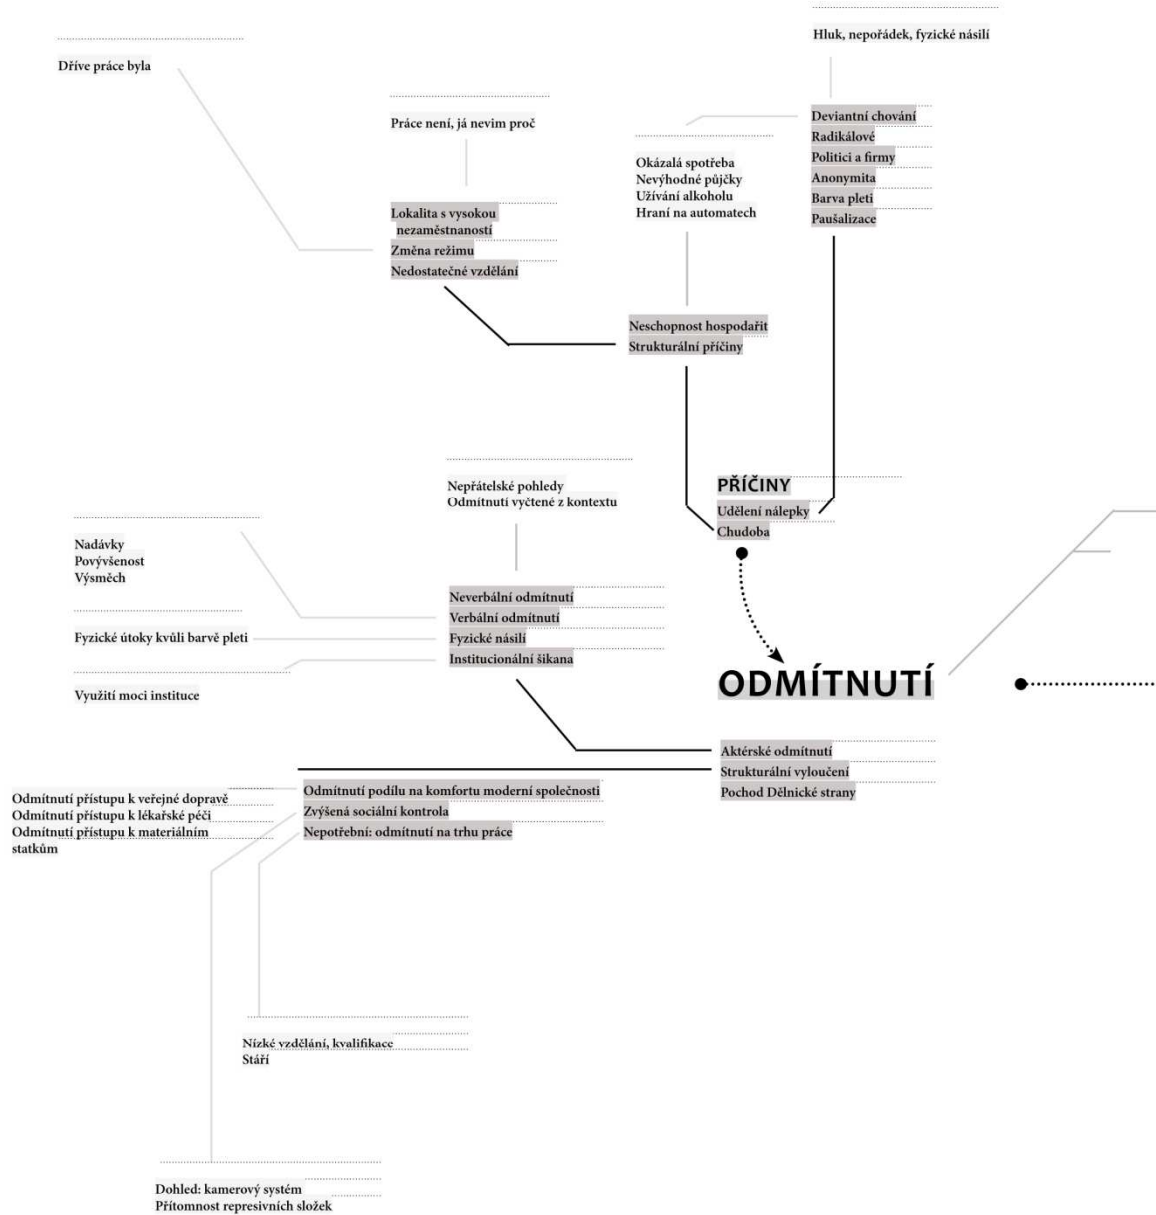 Hluk, nepořádek, fyzické násilí
Dříve práce byla
Práce není, já nevim proč
Deviantní chování
Radikálové
Politici a firmy
Anonymita
Barva pleti
Paušalizace
Okázalá spotřeba
Nevýhodné půjčky
Užívání alkoholu
Hraní na automatech
Lokalita s vysokou
nezaměstnaností
Změna režimu
Nedostatečné vzdělání
Neschopnost hospodařit
Strukturální příčiny
Nepřátelské pohledy
Odmítnutí vyčtené z kontextu
PŘÍČINY
Udělení nálepky
Chudoba
Nadávky
Povývšenost
Výsměch
Neverbální odmítnutí
Verbální odmítnutí
Fyzické násilí
Institucionální šikana
Fyzické útoky kvůli barvě pleti
Využití moci instituce
ODMÍTNUTÍ
Aktérské odmítnutí
Strukturální vyloučení
Pochod Dělnické strany
Odmítnutí přístupu k veřejné dopravě
Odmítnutí přístupu k lékařské péči
Odmítnutí přístupu k materiálním
statkům
Odmítnutí podílu na komfortu moderní společnosti
Zvýšená sociální kontrola
Nepotřební: odmítnutí na trhu práce
Nízké vzdělání, kvalifikace
Stáří
Dohled: kamerový systém
Přítomnost represivních složek